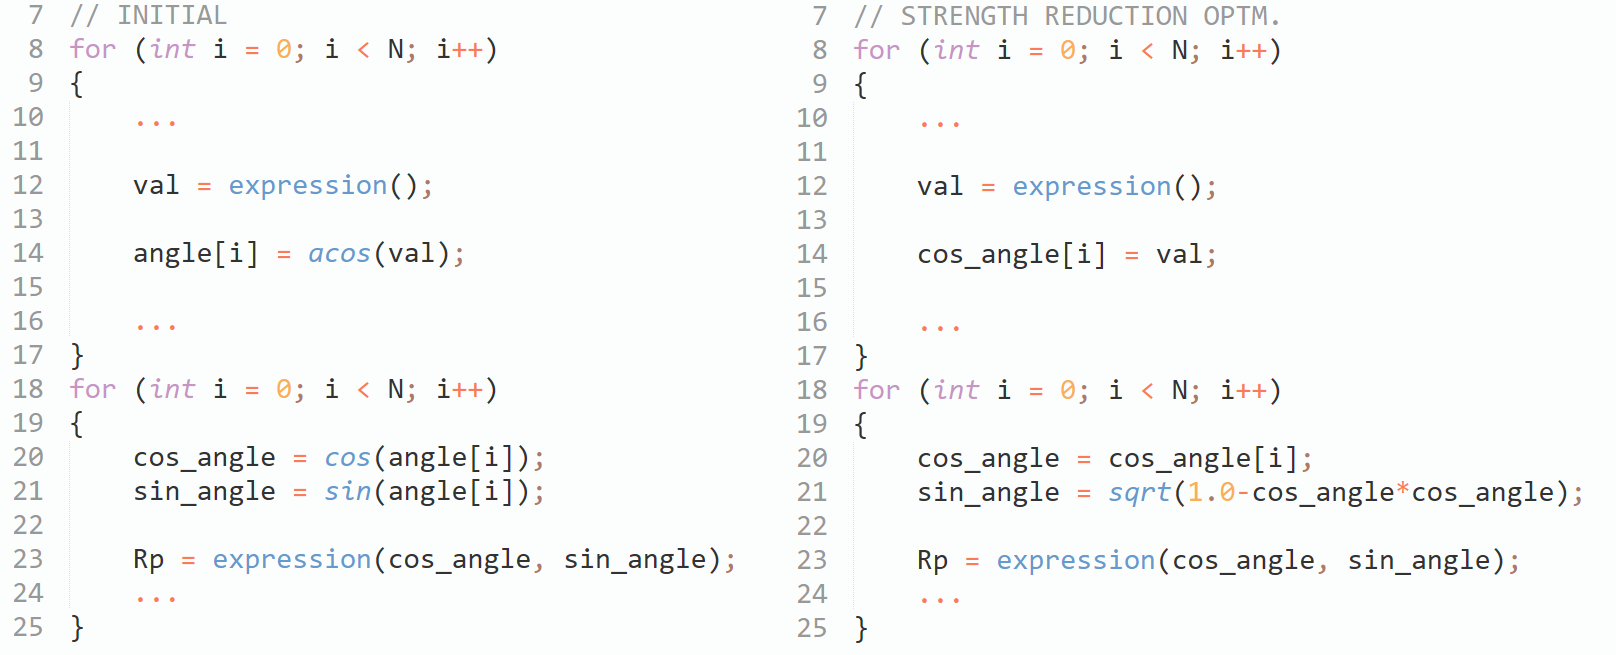 7 // INITIAL
8 for (int i = 0; i < N; i++)
9 {
10     ...
11
12     val = expression();
13
14     angle[i] = acos(val);
15
16     ...
17 }
18 for (int i = 0; i < N; i++)
19 {
20     cos_angle = cos(angle[i]);
21     sin_angle = sin(angle[i]);
22
23     Rp = expression(cos_angle, sin_angle);
24     ...
25 }
7 // STRENGTH REDUCTION OPTM.
8 for (int i = 0; i < N; i++)
9 {
10     ...
11
12     val = expression();
13
14     cos_angle[i] = val;
15
16     ...
17 }
18 for (int i = 0; i < N; i++)
19 {
20     cos_angle = cos_angle[i];
21     sin_angle = sqrt(1.0-cos_angle*cos_angle);
22
23     Rp = expression(cos_angle, sin_angle);
24     ...
25 }